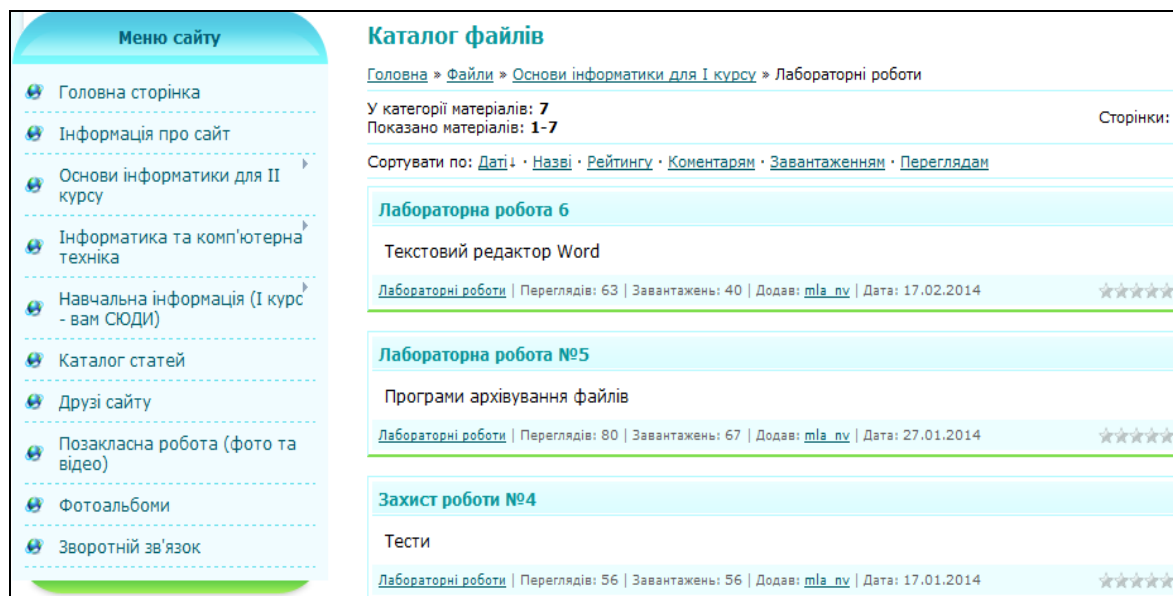 Меню сайту
Головна сторінка
Інформація про сайт
Основи інформатики для II
курсу
Інформатика та комп'ютерна
техніка
Навчальна інформація (I курс
- вам СЮДИ)
Каталог статей
Друзі сайту
Позакласна робота (фото та
відео)
Фотоальбоми
Зворотній зв'язок
Каталог файлів
Головна » Файли » Основи інформатики для I курсу » Лабораторні роботи
У категорії матеріалів: 7
Показано матеріалів: 1-7
Сторінки:
Сортувати по: Даті↓ · Назві · Рейтингу · Коментарям · Завантаженням · Переглядам
Лабораторна робота 6
Текстовий редактор Word
Лабораторні роботи | Переглядів: 63 | Завантажень: 40 | Додав: mla_nv | Дата: 17.02.2014
Лабораторна робота №5
Програми архівування файлів
Лабораторні роботи | Переглядів: 80 | Завантажень: 67 | Додав: mla_nv | Дата: 27.01.2014
Захист роботи №4
Тести
Лабораторні роботи | Переглядів: 56 | Завантажень: 56 | Додав: mla_nv | Дата: 17.01.2014